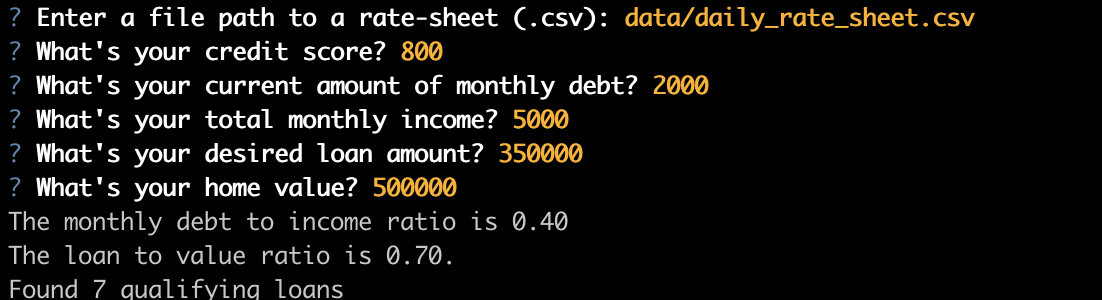 ? Enter a file path to a rate-sheet (.csv): data/daily_rate_sheet.csv
? What's your credit score? 800
? What's your current amount of monthly debt? 2000
? What's your total monthly income? 5000
? What's your desired loan amount? 350000
? What's your home value? 500000
The monthly debt to income ratio is 0.40
The loan to value ratio is 0.70.
Found 7 qualifying loans